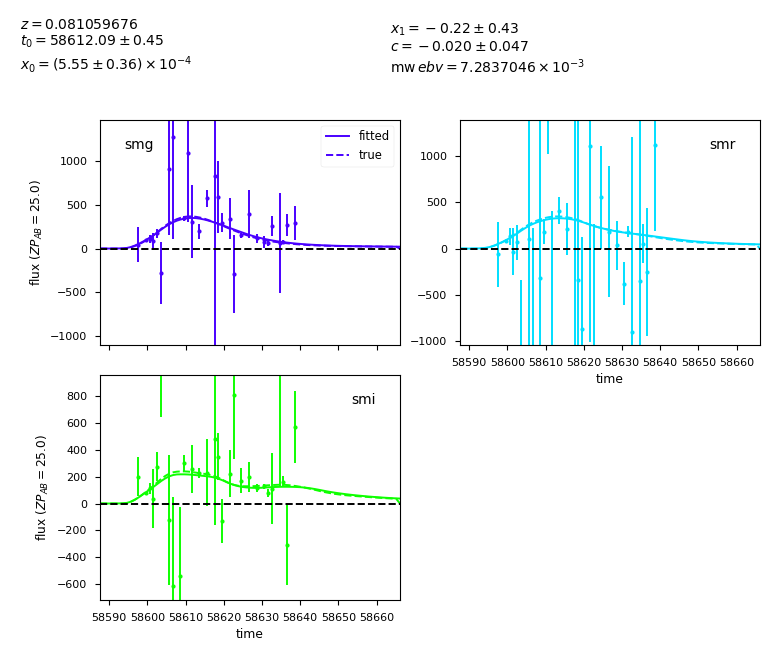 z = 0.081059676
t₀ = 58612.09 ± 0.45
x₀ = (5.55 ± 0.36) × 10⁻⁴
x₁ = −0.22 ± 0.43
c = −0.020 ± 0.047
mw ebv = 7.2837046 × 10⁻³
smg
fitted
true
1000
500
0
−500
−1000
flux (ZP_AB = 25.0)
smr
1000
500
0
−500
−1000
58590 58600 58610 58620 58630 58640 58650 58660
time
smi
800
600
400
200
0
−200
−400
−600
flux (ZP_AB = 25.0)
58590 58600 58610 58620 58630 58640 58650 58660
time